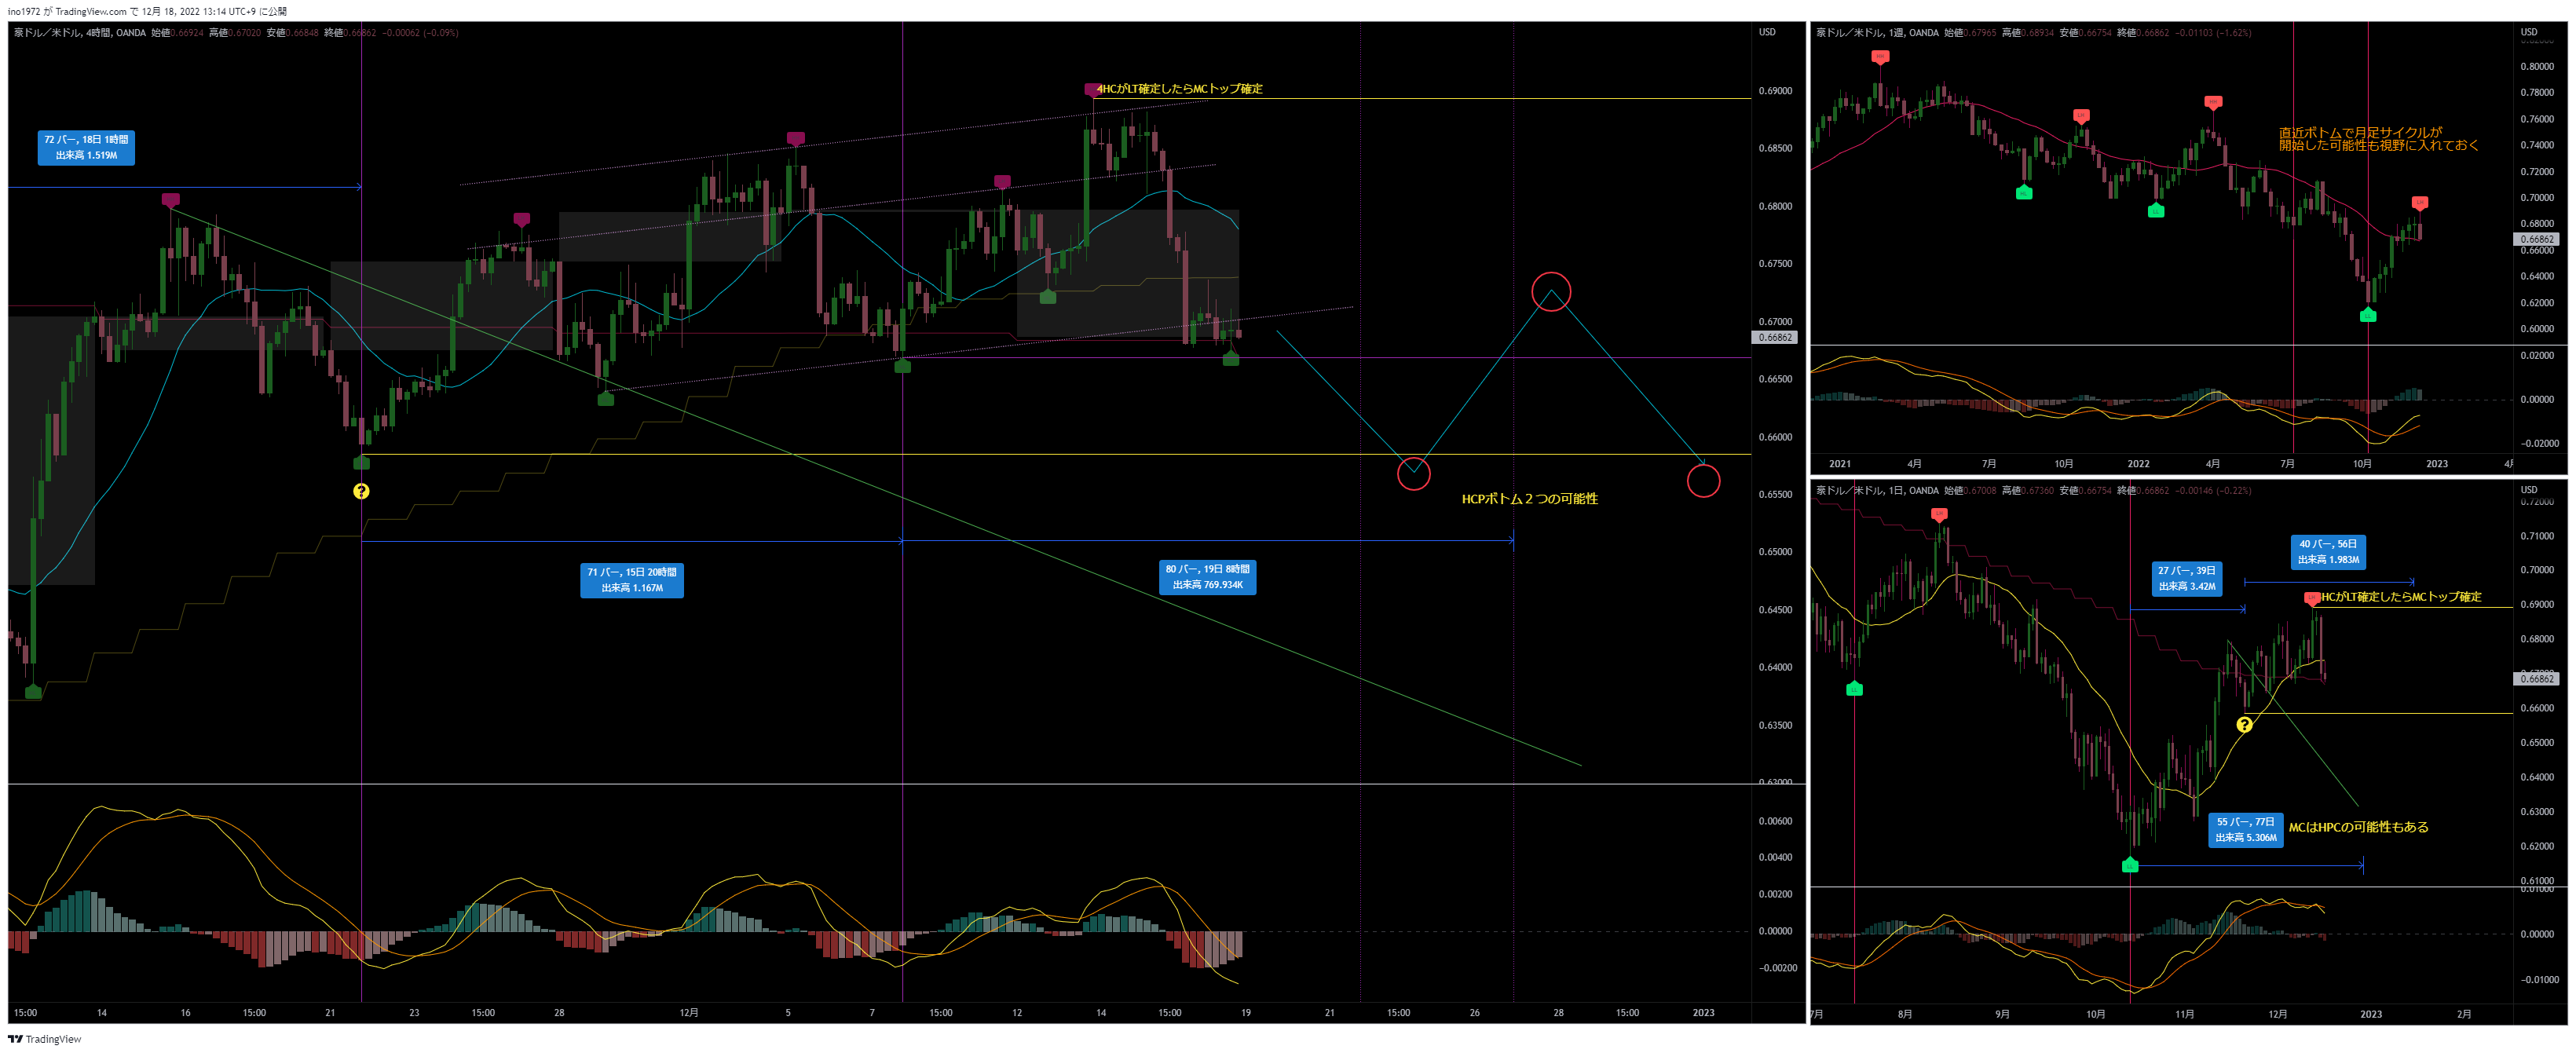 ino1972 が TradingView.com で 12月 18, 2022 13:14 UTC+9 に公開
豪ドル／米ドル, 4時間, OANDA 始値0.66924 高値0.67020 安値0.66848 終値0.66862 −0.00062 (−0.09%)
USD
4HCがLT確定したらMCトップ確定
72 バー, 18日 1時間
出来高 1.519M
HCPボトム２つの可能性
71 バー, 15日 20時間
出来高 1.167M
80 バー, 19日 8時間
出来高 769.934K
0.69000
0.68500
0.68000
0.67500
0.67000
0.66862
0.66500
0.66000
0.65500
0.65000
0.64500
0.64000
0.63500
0.63000
0.00600
0.00400
0.00200
0.00000
−0.00200
15:00 14 16 15:00 21 23 15:00 28 12月 5 7 15:00 12 14 15:00 19 21 15:00 26 28 15:00 2023
豪ドル／米ドル, 1週, OANDA 始値0.67965 高値0.68934 安値0.66754 終値0.66862 −0.01103 (−1.62%)
USD
直近ボトムで月足サイクルが
開始した可能性も視野に入れておく
0.80000
0.78000
0.76000
0.74000
0.72000
0.70000
0.68000
0.66862
0.66000
0.64000
0.62000
0.60000
0.02000
0.00000
−0.02000
2021 4月 7月 10月 2022 4月 7月 10月 2023
豪ドル／米ドル, 1日, OANDA 始値0.67008 高値0.67360 安値0.66754 終値0.66862 −0.00146 (−0.22%)
USD
40 バー, 56日
出来高 1.983M
27 バー, 39日
出来高 3.42M
HCがLT確定したらMCトップ確定
55 バー, 77日
出来高 5.306M
MCはHPCの可能性もある
0.72000
0.71000
0.70000
0.69000
0.68000
0.66862
0.66000
0.65000
0.64000
0.63000
0.62000
0.61000
0.01000
0.00000
−0.01000
7月 8月 9月 10月 11月 12月 2023 2月
TradingView